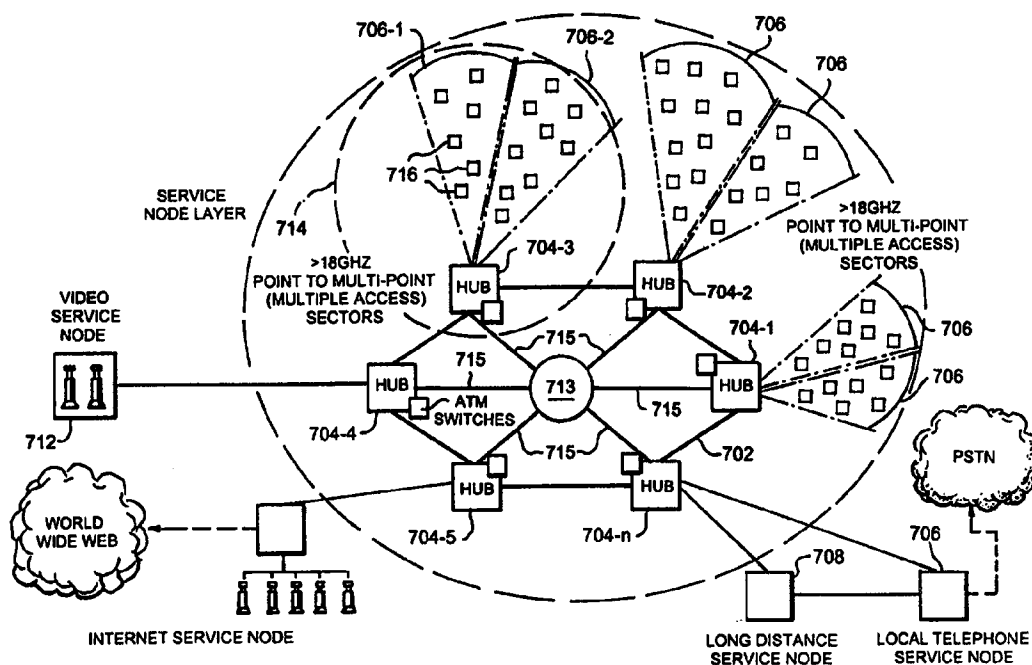 706-1
706-2
706
706
716
SERVICE
NODE LAYER
714
>18GHZ
POINT TO MULTI-POINT
(MULTIPLE ACCESS)
SECTORS
704-3
HUB
HUB
704-2
>18GHZ
POINT TO MULTI-POINT
(MULTIPLE ACCESS)
SECTORS
VIDEO
SERVICE
NODE
712
715
704-1
706
706
HUB
715
713
715
HUB
ATM
SWITCHES
704-4
715
702
HUB
704-5
HUB
704-n
PSTN
WORLD
WIDE WEB
INTERNET SERVICE NODE
708
706
LONG DISTANCE
SERVICE NODE
LOCAL TELEPHONE
SERVICE NODE